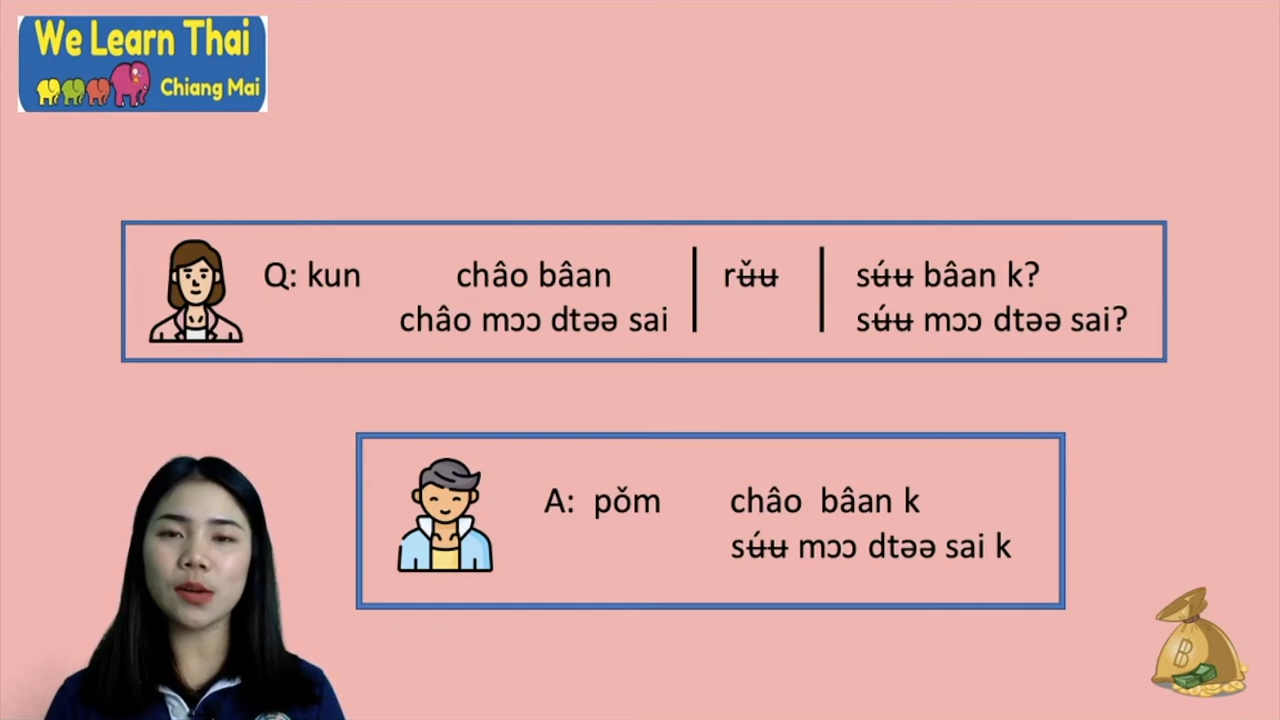 We Learn Thai
Chiang Mai
Q: kun châo bâan rʉ̌ʉ sʉ́ʉ bâan k?
châo mɔɔ dtəə sai sʉ́ʉ mɔɔ dtəə sai?
A: pǒm châo bâan k
sʉ́ʉ mɔɔ dtəə sai k
B